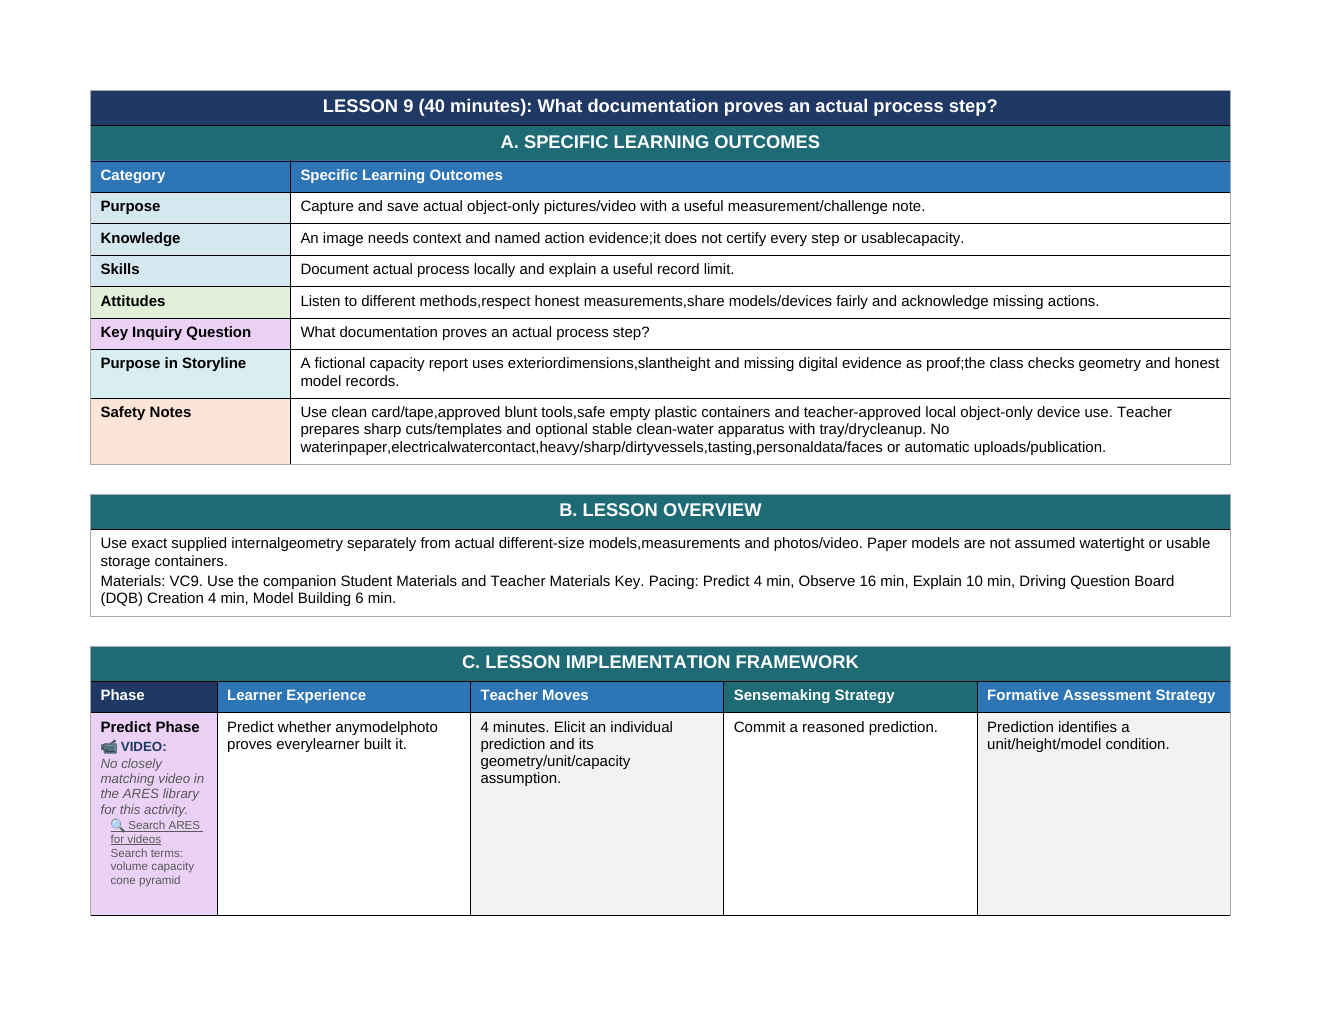 LESSON 9 (40 minutes): What documentation proves an actual process step?
A. SPECIFIC LEARNING OUTCOMES
Category
Specific Learning Outcomes
Purpose
Capture and save actual object-only pictures/video with a useful measurement/challenge note.
Knowledge
An image needs context and named action evidence;it does not certify every step or usablecapacity.
Skills
Document actual process locally and explain a useful record limit.
Attitudes
Listen to different methods,respect honest measurements,share models/devices fairly and acknowledge missing actions.
Key Inquiry Question
What documentation proves an actual process step?
Purpose in Storyline
A fictional capacity report uses exteriordimensions,slantheight and missing digital evidence as proof;the class checks geometry and honest
model records.
Safety Notes
Use clean card/tape,approved blunt tools,safe empty plastic containers and teacher-approved local object-only device use. Teacher
prepares sharp cuts/templates and optional stable clean-water apparatus with tray/drycleanup. No
waterinpaper,electricalwatercontact,heavy/sharp/dirtyvessels,tasting,personaldata/faces or automatic uploads/publication.
B. LESSON OVERVIEW
Use exact supplied internalgeometry separately from actual different-size models,measurements and photos/video. Paper models are not assumed watertight or usable
storage containers.
Materials: VC9. Use the companion Student Materials and Teacher Materials Key. Pacing: Predict 4 min, Observe 16 min, Explain 10 min, Driving Question Board
(DQB) Creation 4 min, Model Building 6 min.
C. LESSON IMPLEMENTATION FRAMEWORK
Phase
Learner Experience
Teacher Moves
Sensemaking Strategy
Formative Assessment Strategy
Predict Phase
📹 VIDEO:
No closely
matching video in
the ARES library
for this activity.
🔍 Search ARES
for videos
Search terms:
volume capacity
cone pyramid
Predict whether anymodelphoto
proves everylearner built it.
4 minutes. Elicit an individual
prediction and its
geometry/unit/capacity
assumption.
Commit a reasoned prediction.
Prediction identifies a
unit/height/model condition.